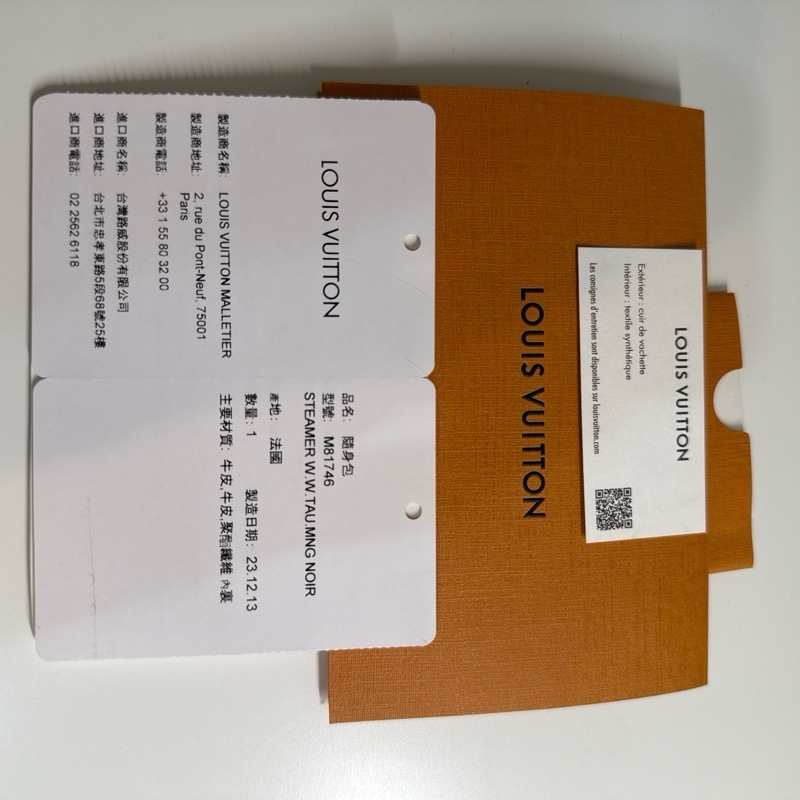 LOUIS VUITTON
製造商名稱: LOUIS VUITTON MALLETIER
製造商地址: 2, rue du Pont-Neuf. 75001
Paris
製造商電話: +33 1 55 80 32 00
進口商名稱: 台灣路威股份有限公司
進口商地址: 台北市忠孝東路5段68號25樓
進口商電話: 02 2562 6118
品名: 隨身包
型號: M81746
STEAMER W.W.TAU.MNG NOIR
產地: 法國
數量: 1 製造日期: 23.12.13
主要材質: 牛皮,牛皮,聚酯纖維 內裏
LOUIS VUITTON
LOUIS VUITTON
Extérieur : cuir de vachette
Intérieur : textile synthétique
Les consignes d'entretien sont disponibles sur louisvuitton.com